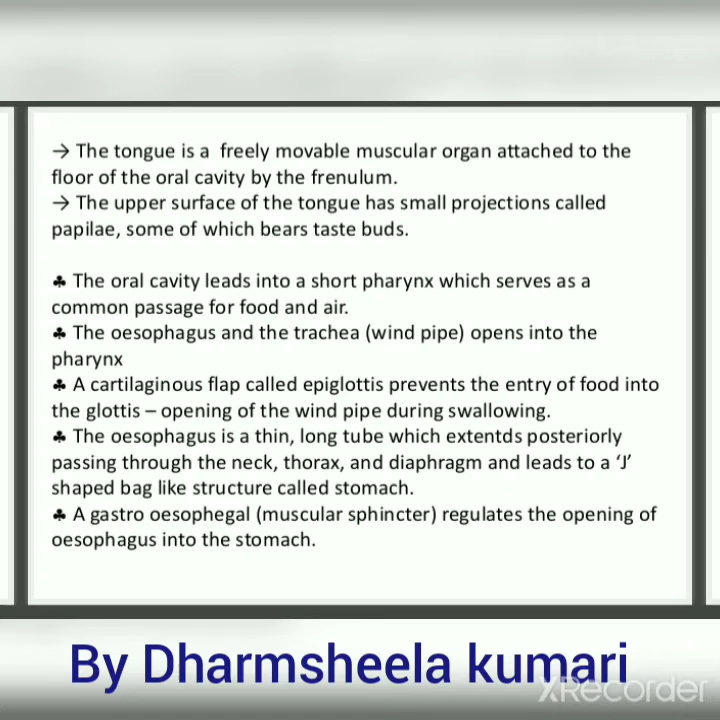 → The tongue is a freely movable muscular organ attached to the
floor of the oral cavity by the frenulum.
→ The upper surface of the tongue has small projections called
papilae, some of which bears taste buds.
♣ The oral cavity leads into a short pharynx which serves as a
common passage for food and air.
♣ The oesophagus and the trachea (wind pipe) opens into the
pharynx
♣ A cartilaginous flap called epiglottis prevents the entry of food into
the glottis – opening of the wind pipe during swallowing.
♣ The oesophagus is a thin, long tube which extentds posteriorly
passing through the neck, thorax, and diaphragm and leads to a ‘J’
shaped bag like structure called stomach.
♣ A gastro oesophegal (muscular sphincter) regulates the opening of
oesophagus into the stomach.
By Dharmsheela kumari
XRecorder